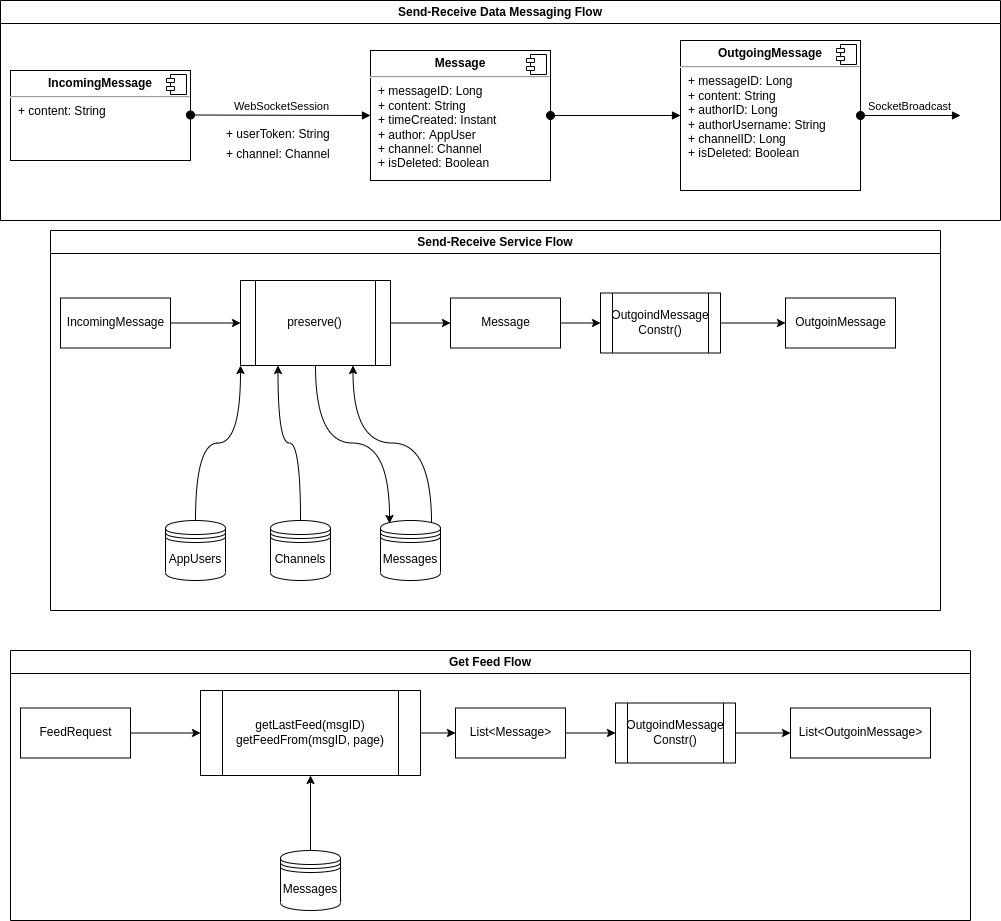 Send-Receive Data Messaging Flow
IncomingMessage
+ content: String
WebSocketSession
+ userToken: String
+ channel: Channel
Message
+ messageID: Long
+ content: String
+ timeCreated: Instant
+ author: AppUser
+ channel: Channel
+ isDeleted: Boolean
OutgoingMessage
+ messageID: Long
+ content: String
+ authorID: Long
+ authorUsername: String
+ channelID: Long
+ isDeleted: Boolean
SocketBroadcast
Send-Receive Service Flow
IncomingMessage
preserve()
Message
OutgoindMessage
Constr()
OutgoinMessage
AppUsers
Channels
Messages
Get Feed Flow
FeedRequest
getLastFeed(msgID)
getFeedFrom(msgID, page)
List<Message>
OutgoindMessage
Constr()
List<OutgoinMessage>
Messages